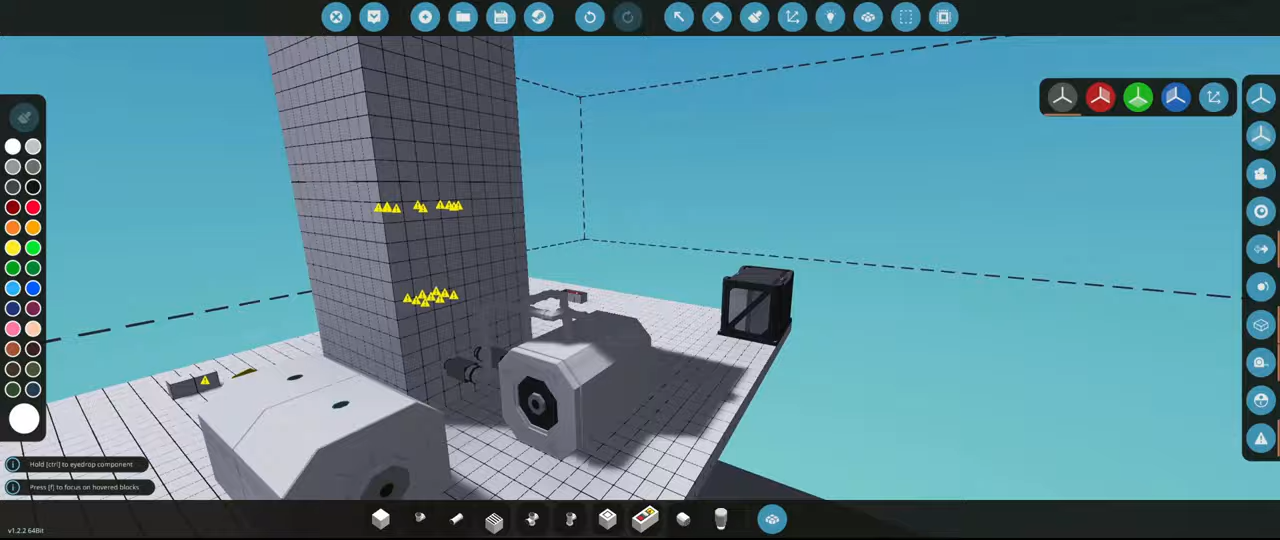 Hold [ctrl] to eyedrop component
Press [f] to focus on hovered blocks
v1.2.2 64Bit